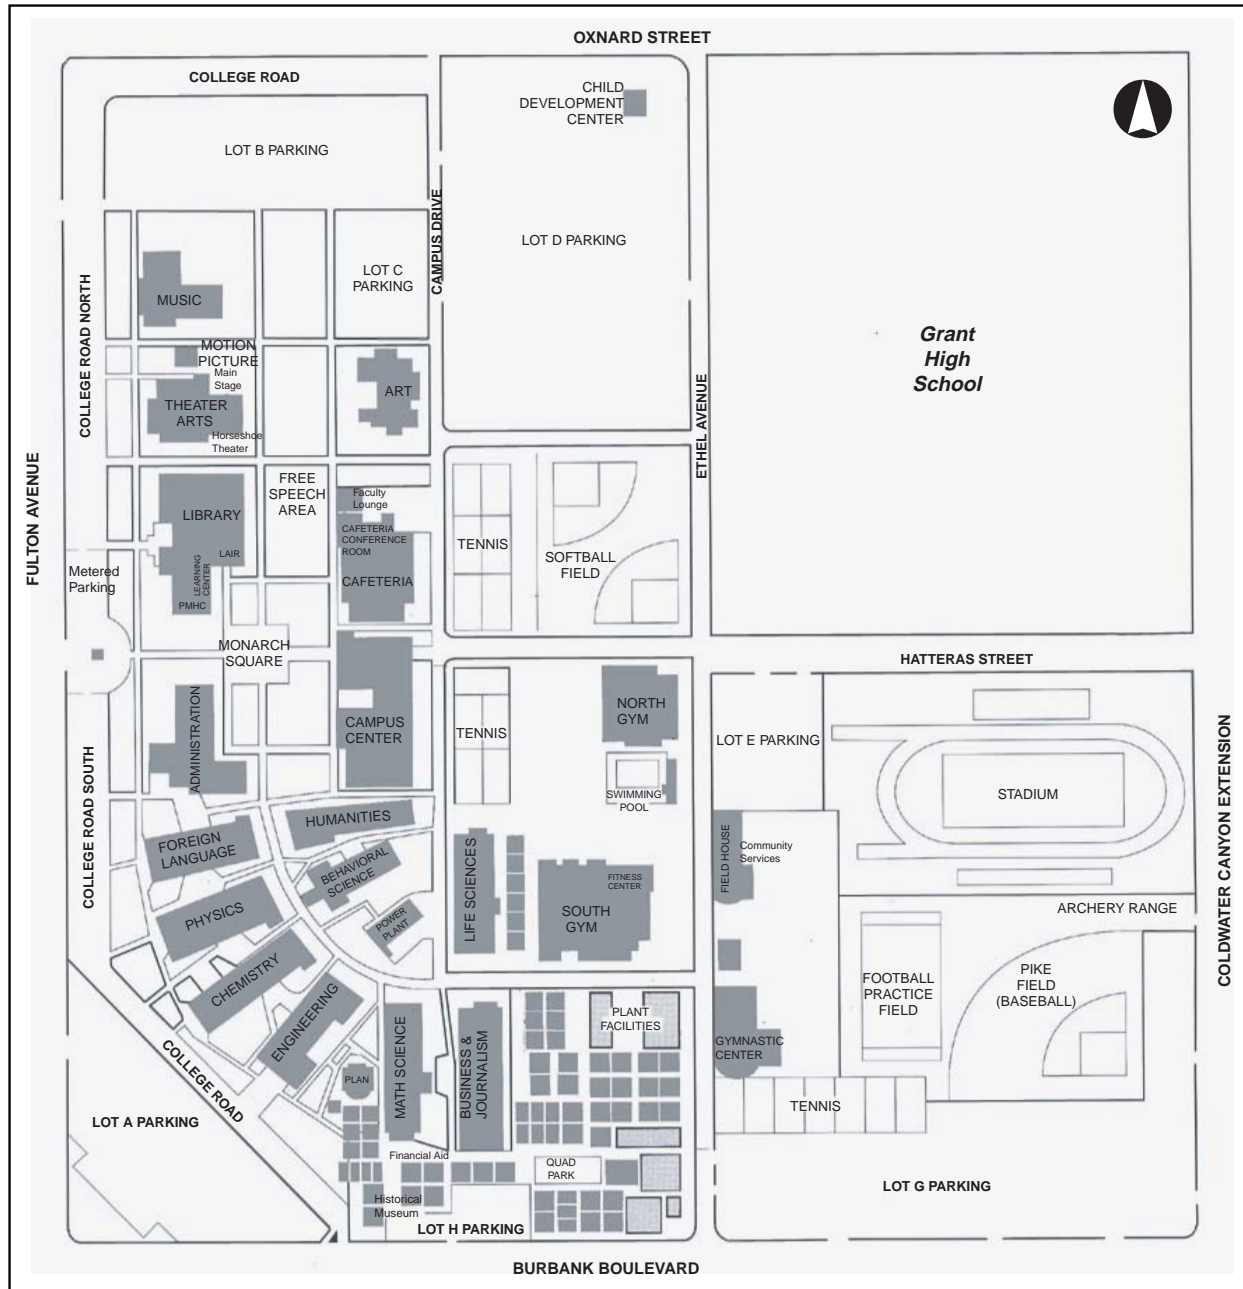 OXNARD STREET
COLLEGE ROAD
CHILD
DEVELOPMENT
CENTER
LOT B PARKING
CAMPUS DRIVE
LOT D PARKING
LOT C
PARKING
MUSIC
COLLEGE ROAD NORTH
Grant
High
School
MOTION
PICTURE
Main
Stage
ART
THEATER
ARTS
Horseshoe
Theater
ETHEL AVENUE
FULTON AVENUE
FREE
SPEECH
AREA
Faculty
Lounge
LIBRARY
CAFETERIA
CONFERENCE
ROOM
LAIR
TENNIS
SOFTBALL
FIELD
Metered
Parking
LEARNING
CENTER
CAFETERIA
PMHC
MONARCH
SQUARE
HATTERAS STREET
ADMINISTRATION
CAMPUS
CENTER
TENNIS
NORTH
GYM
LOT E PARKING
COLDWATER CANYON EXTENSION
SWIMMING
POOL
STADIUM
COLLEGE ROAD SOUTH
HUMANITIES
FOREIGN
LANGUAGE
BEHAVIORAL
SCIENCE
LIFE SCIENCES
FITNESS
CENTER
FIELD HOUSE
Community
Services
PHYSICS
POWER
PLANT
SOUTH
GYM
ARCHERY RANGE
CHEMISTRY
FOOTBALL
PRACTICE
FIELD
PIKE
FIELD
(BASEBALL)
ENGINEERING
PLANT
FACILITIES
GYMNASTIC
CENTER
COLLEGE ROAD
PLAN
MATH SCIENCE
BUSINESS &
JOURNALISM
TENNIS
LOT A PARKING
Financial Aid
QUAD
PARK
LOT G PARKING
Historical
Museum
LOT H PARKING
BURBANK BOULEVARD